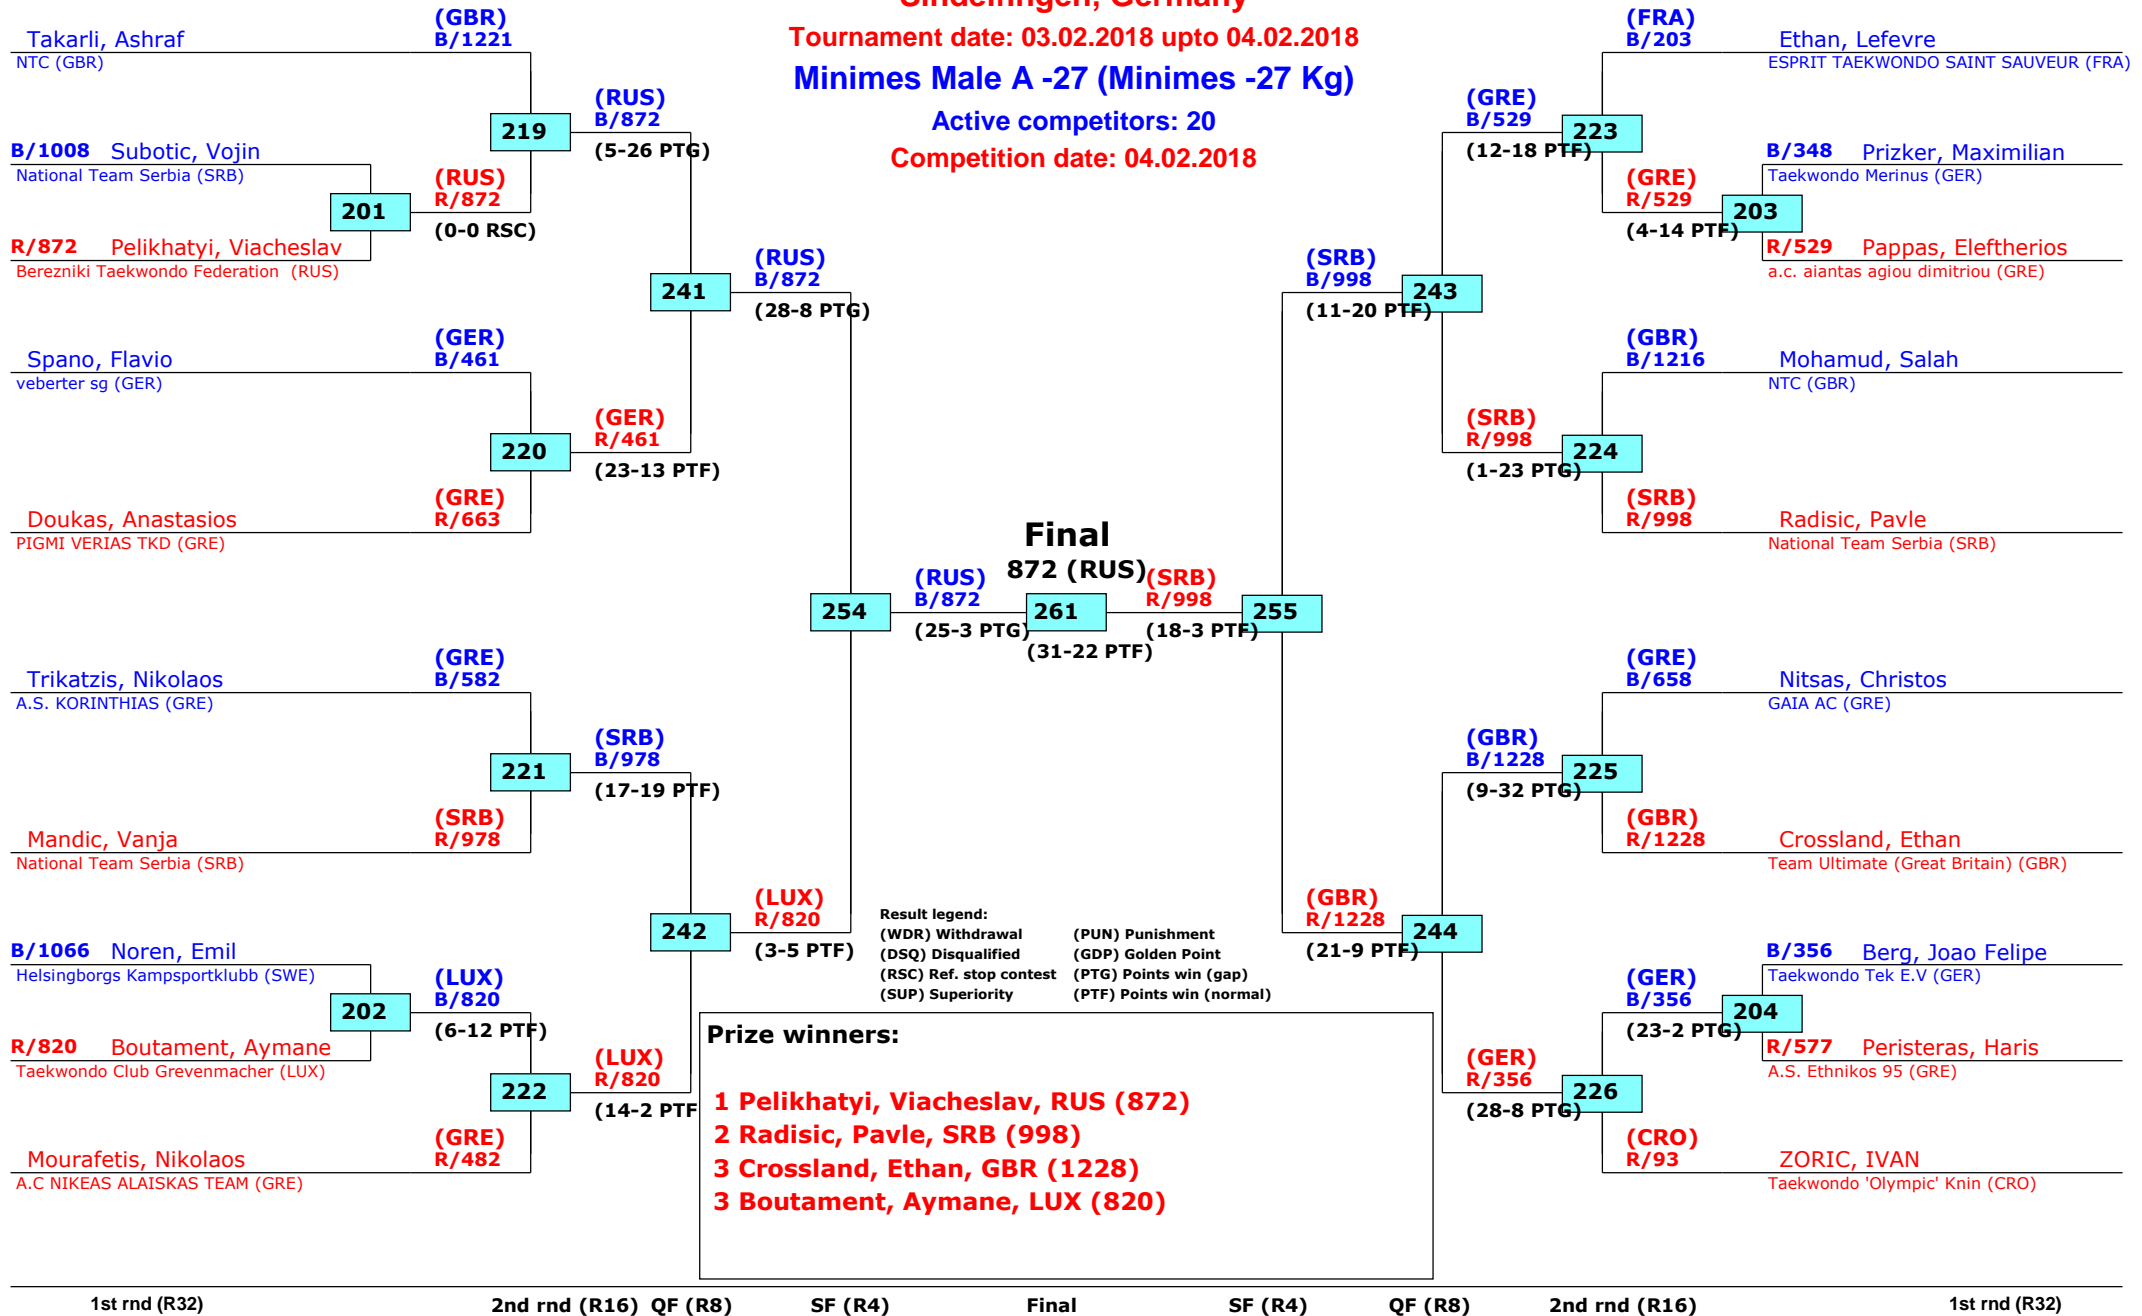 Sindelfingen, Germany
Tournament date: 03.02.2018 upto 04.02.2018
Minimes Male A -27 (Minimes -27 Kg)
Active competitors: 20
Competition date: 04.02.2018
(GBR)
Takarli, Ashraf B/1221
NTC (GBR)
(RUS)
B/872
219
(5-26 PTG)
B/1008 Subotic, Vojin
National Team Serbia (SRB)
(RUS)
R/872
201
(0-0 RSC)
R/872 Pelikhatyi, Viacheslav
Berezniki Taekwondo Federation (RUS)
(RUS)
B/872
241
(28-8 PTG)
(GER)
Spano, Flavio B/461
veberter sg (GER)
(GER)
R/461
220
(23-13 PTF)
(GRE)
Doukas, Anastasios R/663
PIGMI VERIAS TKD (GRE)
(RUS)
B/872
254
(25-3 PTG)
(GRE)
Trikatzis, Nikolaos B/582
A.S. KORINTHIAS (GRE)
(SRB)
B/978
221
(17-19 PTF)
(SRB)
Mandic, Vanja R/978
National Team Serbia (SRB)
(LUX)
R/820
242
(3-5 PTF)
B/1066 Noren, Emil
Helsingborgs Kampsportklubb (SWE)
(LUX)
B/820
202
(6-12 PTF)
R/820 Boutament, Aymane
Taekwondo Club Grevenmacher (LUX)
(LUX)
R/820
222
(14-2 PTF
(GRE)
Mourafetis, Nikolaos R/482
A.C NIKEAS ALAISKAS TEAM (GRE)
Final
872 (RUS)
261
(31-22 PTF)
(SRB)
R/998
255
(18-3 PTF)
(FRA)
B/203 Ethan, Lefevre
ESPRIT TAEKWONDO SAINT SAUVEUR (FRA)
(GRE)
B/529
223
(12-18 PTF)
B/348 Prizker, Maximilian
Taekwondo Merinus (GER)
(GRE)
R/529
203
(4-14 PTF)
R/529 Pappas, Eleftherios
a.c. aiantas agiou dimitriou (GRE)
(SRB)
B/998
243
(11-20 PTF)
(GBR)
B/1216 Mohamud, Salah
NTC (GBR)
(SRB)
R/998
224
(1-23 PTG)
(SRB)
R/998 Radisic, Pavle
National Team Serbia (SRB)
(GRE)
B/658 Nitsas, Christos
GAIA AC (GRE)
(GBR)
B/1228
225
(9-32 PTG)
(GBR)
R/1228 Crossland, Ethan
Team Ultimate (Great Britain) (GBR)
(GBR)
R/1228
244
(21-9 PTF)
B/356 Berg, Joao Felipe
Taekwondo Tek E.V (GER)
(GER)
B/356
204
(23-2 PTG)
R/577 Peristeras, Haris
A.S. Ethnikos 95 (GRE)
(GER)
R/356
226
(28-8 PTG)
(CRO)
R/93 ZORIC, IVAN
Taekwondo 'Olympic' Knin (CRO)
Result legend:
(WDR) Withdrawal (PUN) Punishment
(DSQ) Disqualified (GDP) Golden Point
(RSC) Ref. stop contest (PTG) Points win (gap)
(SUP) Superiority (PTF) Points win (normal)
Prize winners:
1 Pelikhatyi, Viacheslav, RUS (872)
2 Radisic, Pavle, SRB (998)
3 Crossland, Ethan, GBR (1228)
3 Boutament, Aymane, LUX (820)
1st rnd (R32) 2nd rnd (R16) QF (R8) SF (R4) Final SF (R4) QF (R8) 2nd rnd (R16) 1st rnd (R32)